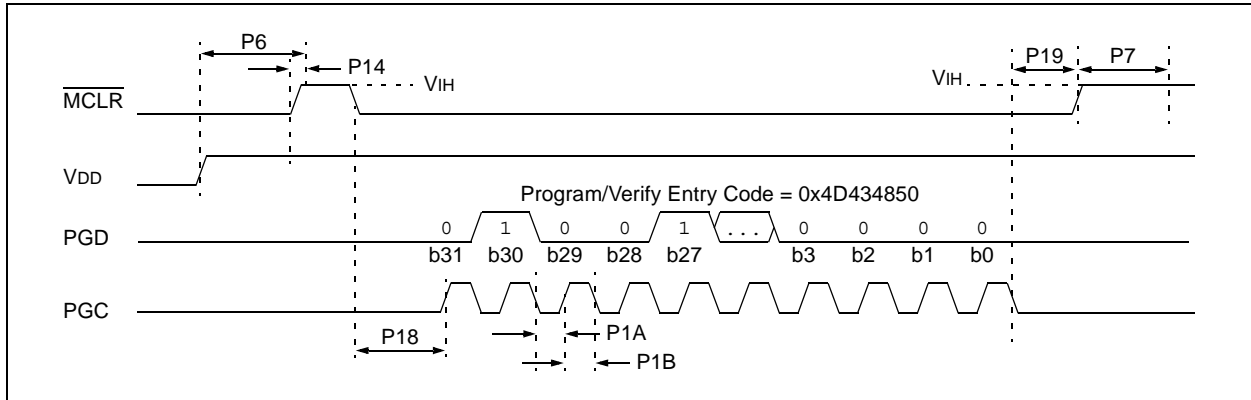 P6
P14
VIH
VIH
P19
P7
MCLR
VDD
Program/Verify Entry Code = 0x4D434850
PGD
0 1 0 0 1 ... 0 0 0 0
b31 b30 b29 b28 b27 b3 b2 b1 b0
PGC
P18
P1A
P1B